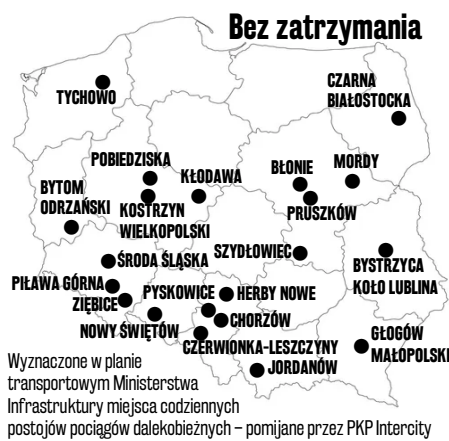 Bez zatrzymania
TYCHOWO
CZARNA
BIAŁOSTOCKA
POBIEDZISKA
KŁODAWA
BŁONIE
MORDY
BYTOM
ODRZAŃSKI
KOSTRZYN
WIELKOPOLSKI
PRUSZKÓW
ŚRODA ŚLĄSKA
SZYDŁOWIEC
BYSTRZYCA
KOŁO LUBLINA
PIŁAWA GÓRNA
ZIĘBICE
PYSKOWICE
HERBY NOWE
NOWY ŚWIĘTÓW
CHORZÓW
CZERWIONKA-LESZCZYNY
GŁOGÓW
MAŁOPOLSKI
JORDANÓW
Wyznaczone w planie
transportowym Ministerstwa
Infrastruktury miejsca codziennych
postojów pociągów dalekobieżnych – pomijane przez PKP Intercity